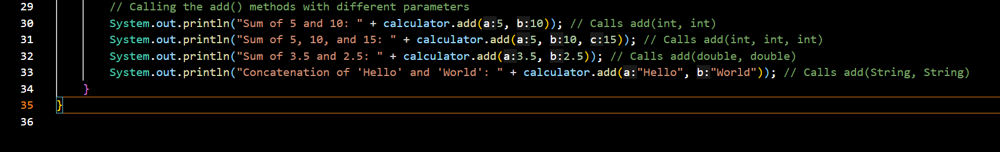 29 // Calling the add() methods with different parameters
30 System.out.println("Sum of 5 and 10: " + calculator.add(a:5, b:10)); // Calls add(int, int)
31 System.out.println("Sum of 5, 10, and 15: " + calculator.add(a:5, b:10, c:15)); // Calls add(int, int, int)
32 System.out.println("Sum of 3.5 and 2.5: " + calculator.add(a:3.5, b:2.5)); // Calls add(double, double)
33 System.out.println("Concatenation of 'Hello' and 'World': " + calculator.add(a:"Hello", b:"World")); // Calls add(String, String)
34 }
35 }
36